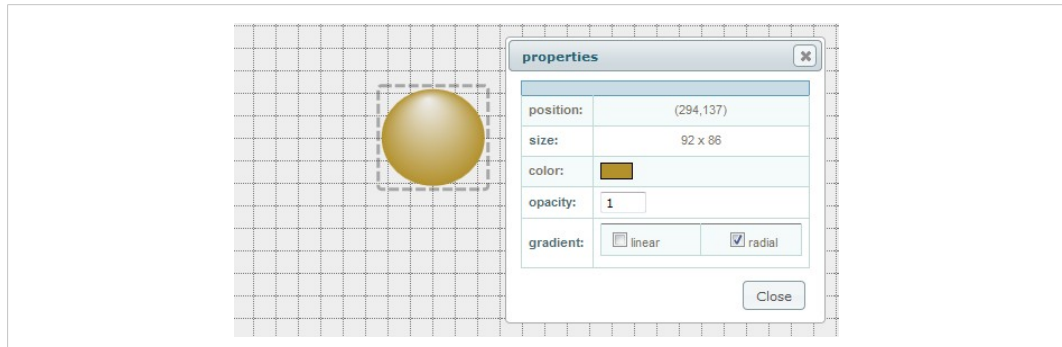 properties
position: (294,137)
size: 92 x 86
color:
opacity: 1
gradient: linear radial
Close